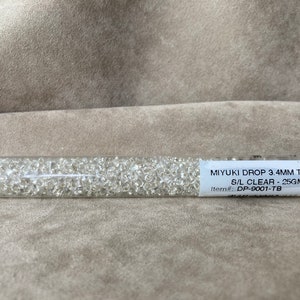 MIYUKI DROP 3.4MM T
S/L CLEAR - 25GM
Item#: DP-9001-TB